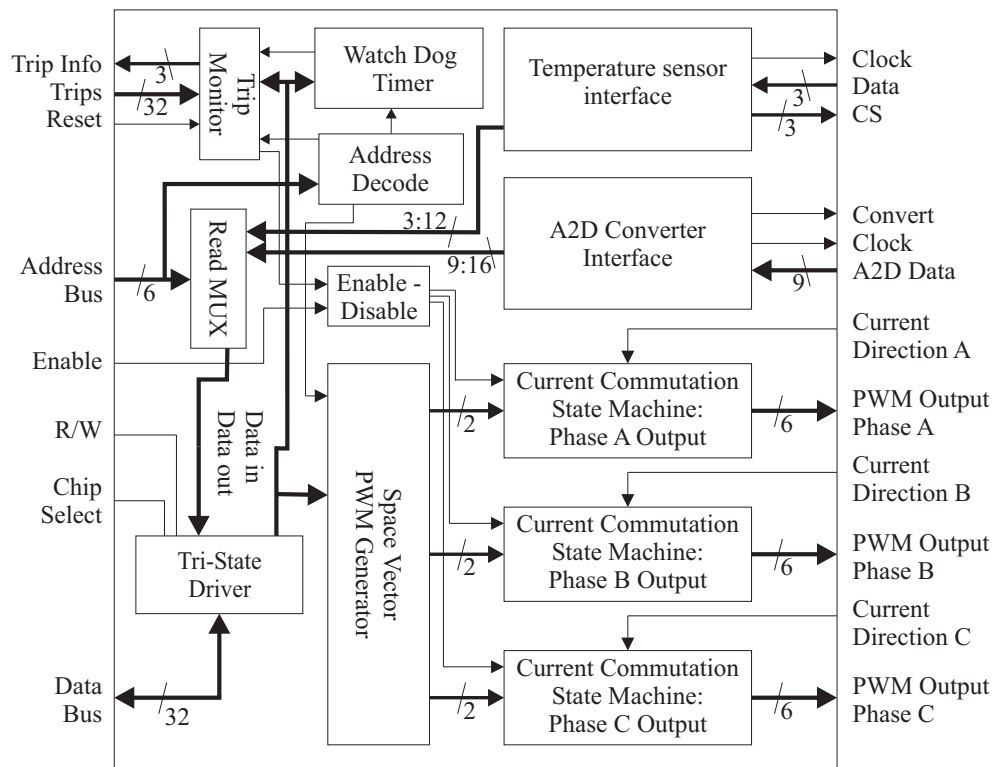 Trip Info
Trips
Reset
3
32
Trip
Monitor
Watch Dog
Timer
Address
Decode
Temperature sensor
interface
Clock
Data
CS
3
3
Address
Bus
6
Read MUX
3:12
9:16
A2D Converter
Interface
Convert
Clock
A2D Data
9
Enable
Enable -
Disable
R/W
Chip
Select
Data in
Data out
Tri-State
Driver
Data
Bus
32
Space Vector
PWM Generator
2
Current Commutation
State Machine:
Phase A Output
Current
Direction A
6
PWM Output
Phase A
2
Current Commutation
State Machine:
Phase B Output
Current
Direction B
6
PWM Output
Phase B
2
Current Commutation
State Machine:
Phase C Output
Current
Direction C
6
PWM Output
Phase C